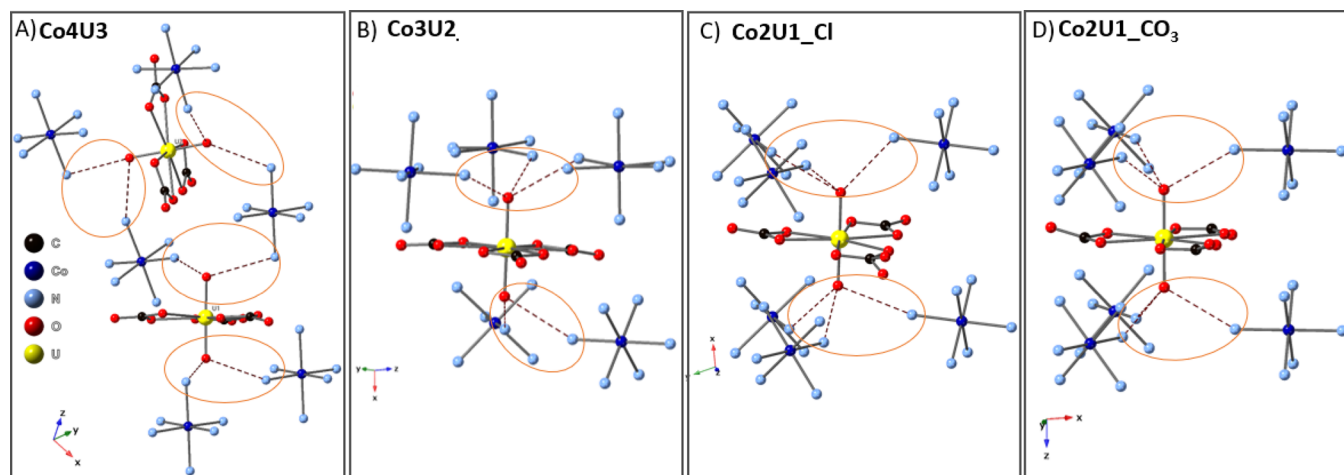 A) Co4U3
B) Co3U2.
C) Co2U1_Cl
D) Co2U1_CO₃
U1
C
Co
N
O
U
z
y
x
y
z
x
x
y
z
y
x
z